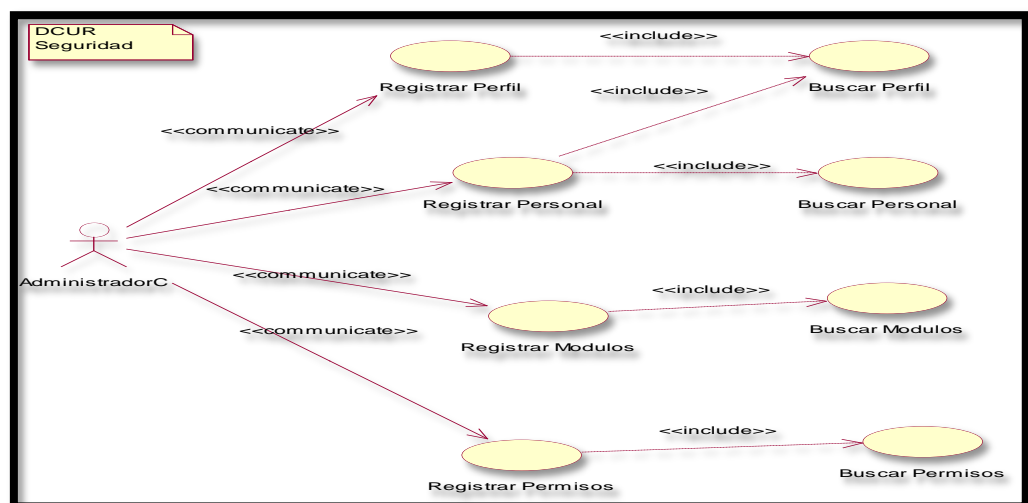 DCUR
Seguridad
<<include>>
Registrar Perfil
Buscar Perfil
<<include>>
<<communicate>>
<<communicate>>
<<include>>
Registrar Personal
Buscar Personal
AdministradorC
<<communicate>>
<<include>>
<<communicate>>
Registrar Modulos
Buscar Modulos
<<include>>
Registrar Permisos
Buscar Permisos